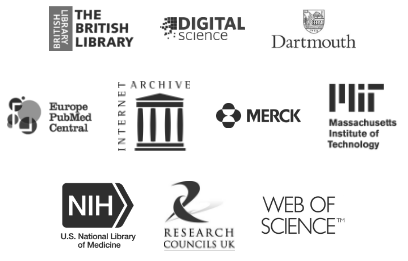 BRITISH
LIBRARY
THE
BRITISH
LIBRARY
DIGITAL
science
Dartmouth
Europe
PubMed
Central
INTERNET
ARCHIVE
MERCK
Massachusetts
Institute of
Technology
NIH
U.S. National Library
of Medicine
RESEARCH
COUNCILS UK
WEB OF
SCIENCE™